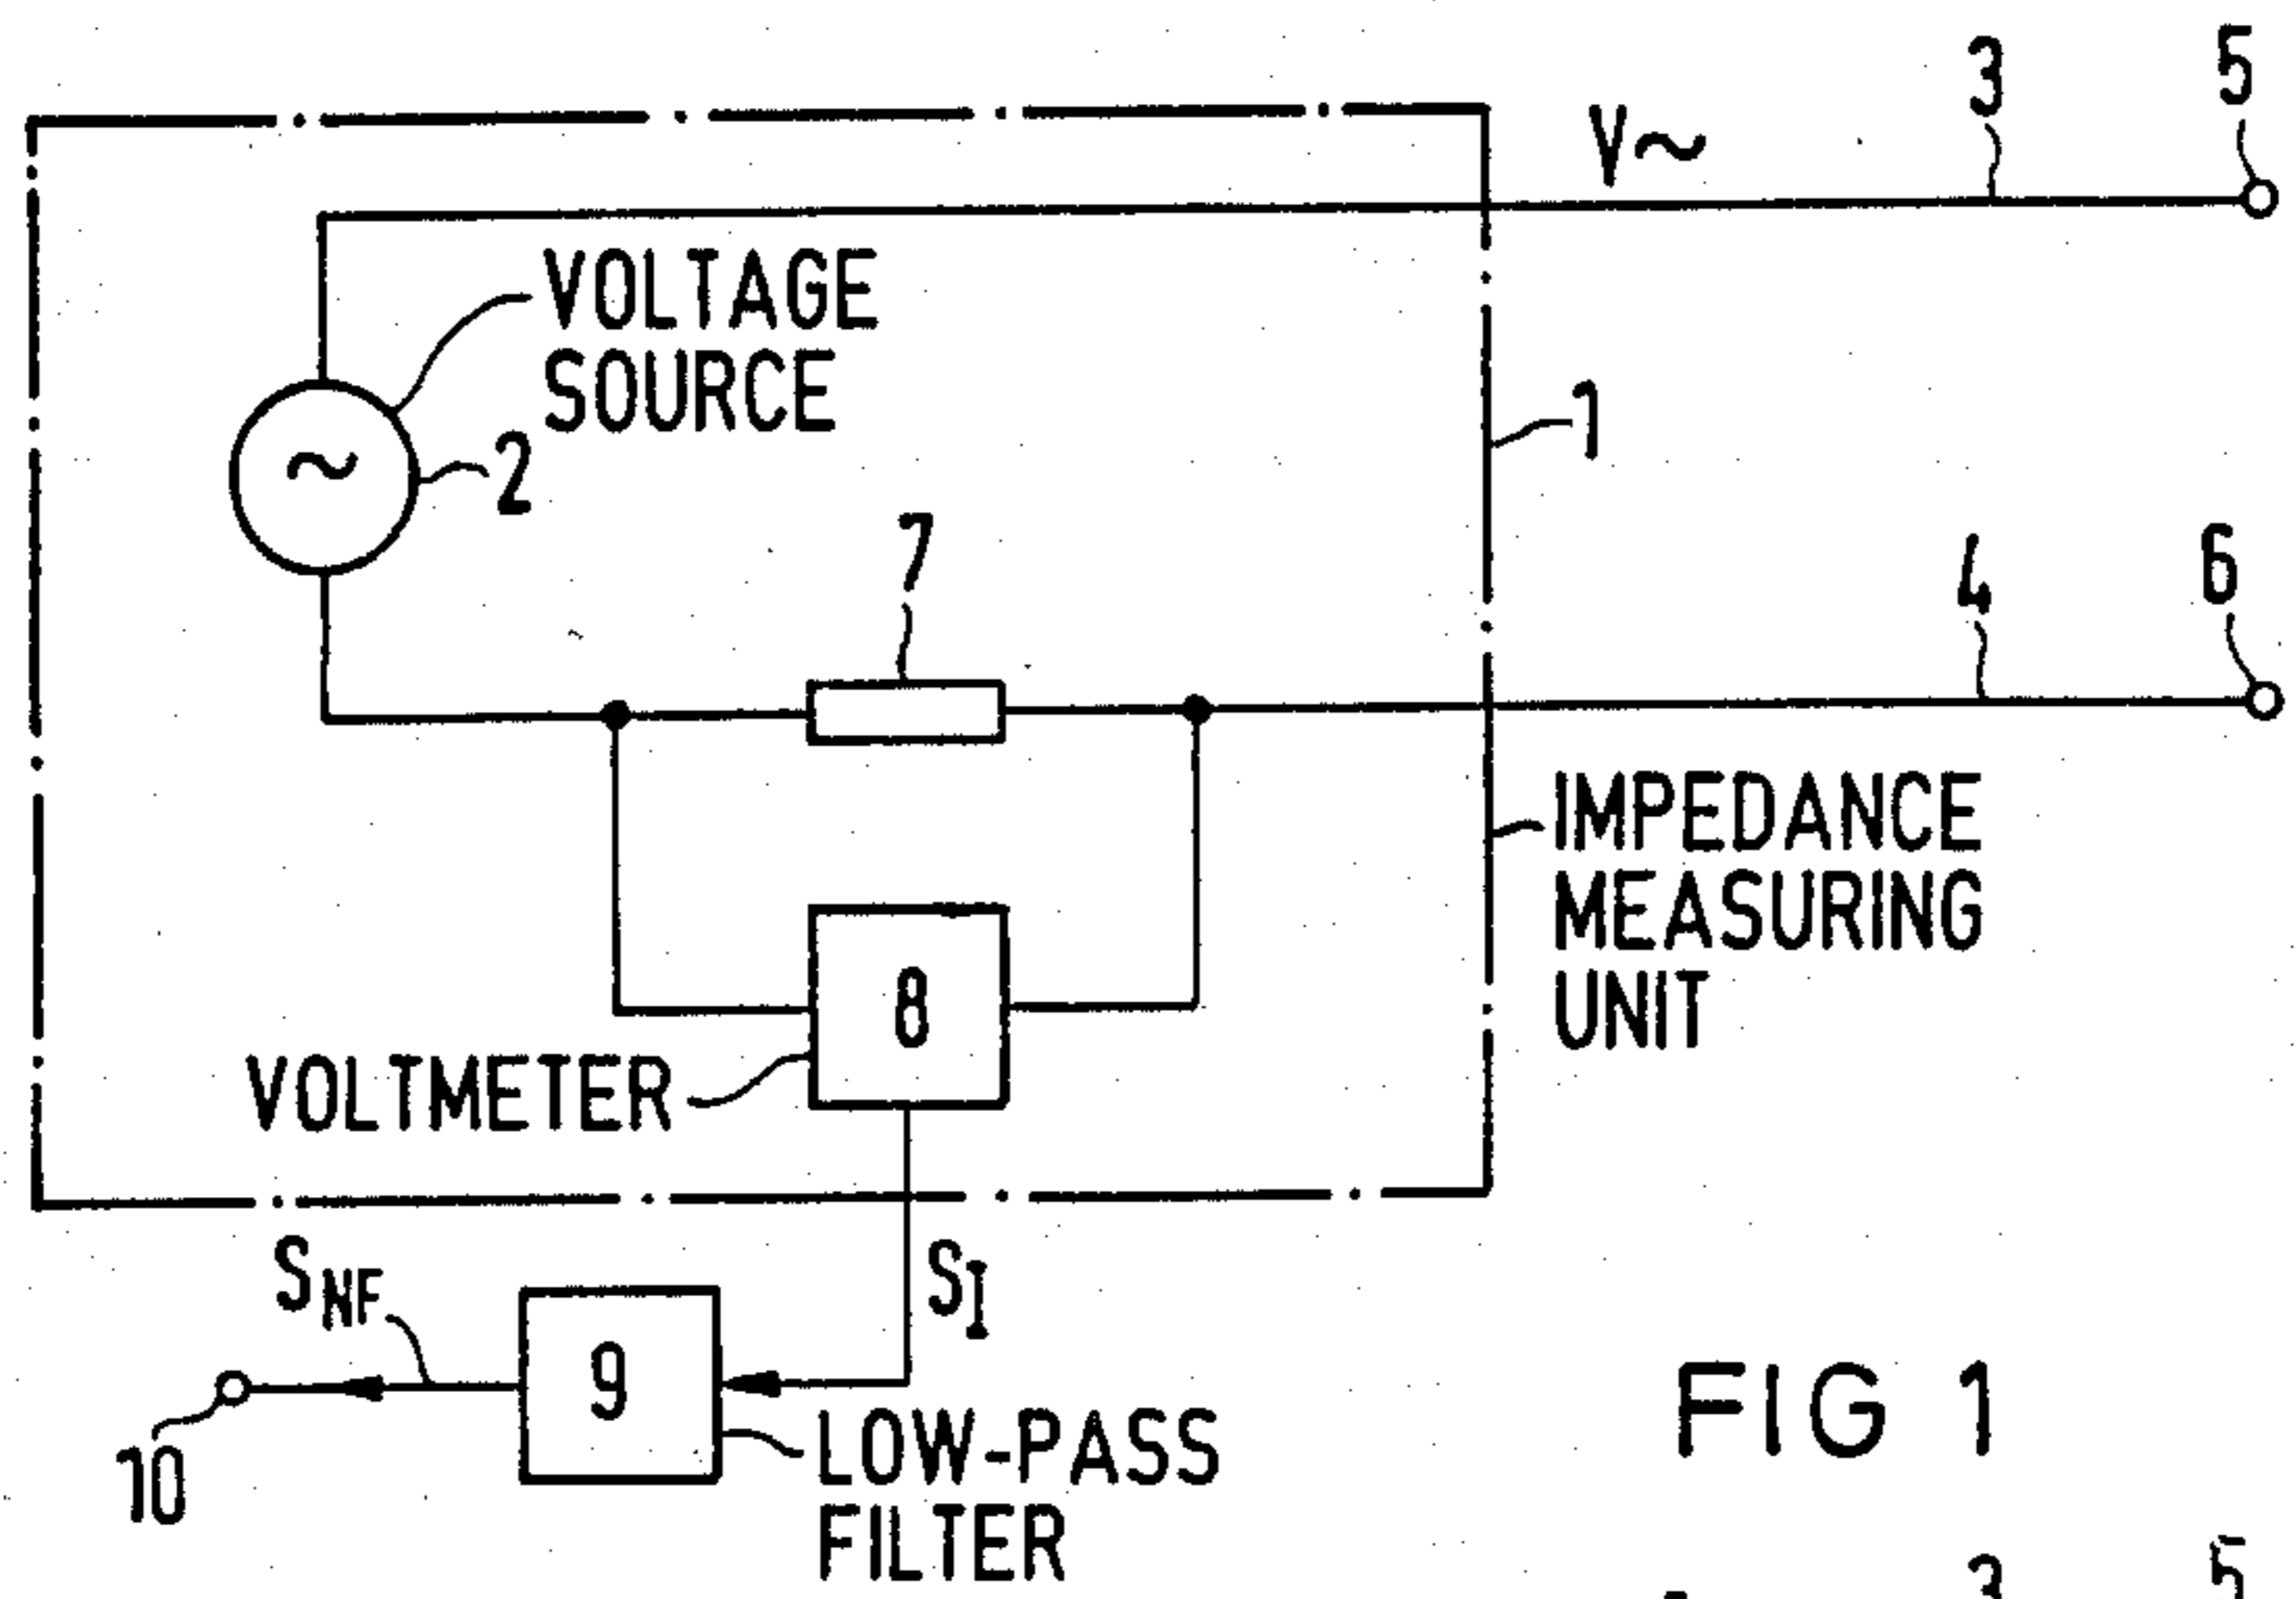 3
5
V~
VOLTAGE
SOURCE
~
2
1
7
4
6
IMPEDANCE
MEASURING
UNIT
8
VOLTMETER
S_NF
S_I
9
10
LOW-PASS
FILTER
FIG 1
3
5